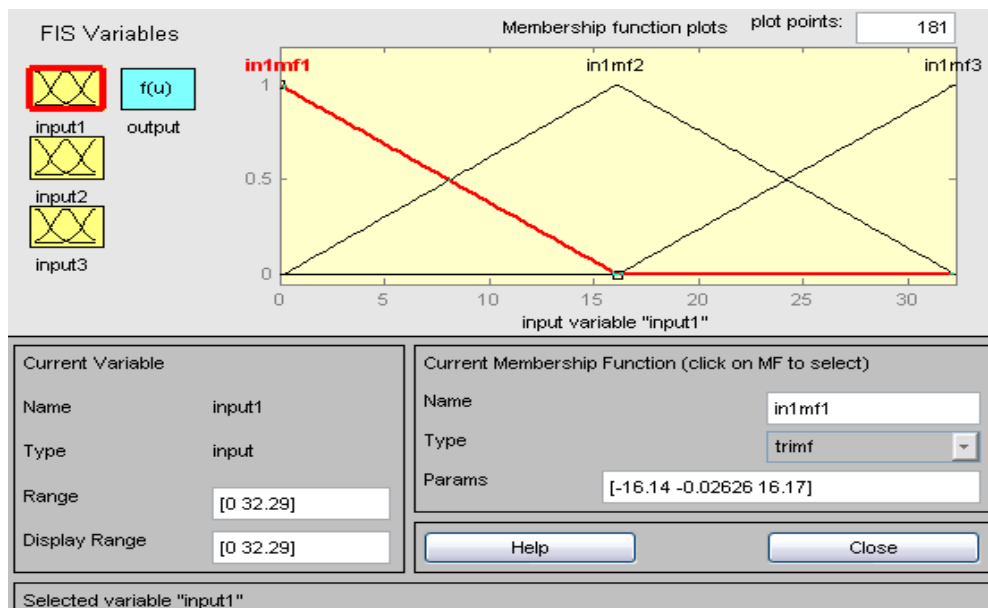 FIS Variables
Membership function plots
plot points:
181
f(u)
input1
output
input2
input3
in1mf1
in1mf2
in1mf3
1
0.5
0
0
5
10
15
20
25
30
input variable "input1"
Current Variable
Name
input1
Type
input
Range
[0 32.29]
Display Range
[0 32.29]
Current Membership Function (click on MF to select)
Name
in1mf1
Type
trimf
Params
[-16.14 -0.02626 16.17]
Help
Close
Selected variable "input1"